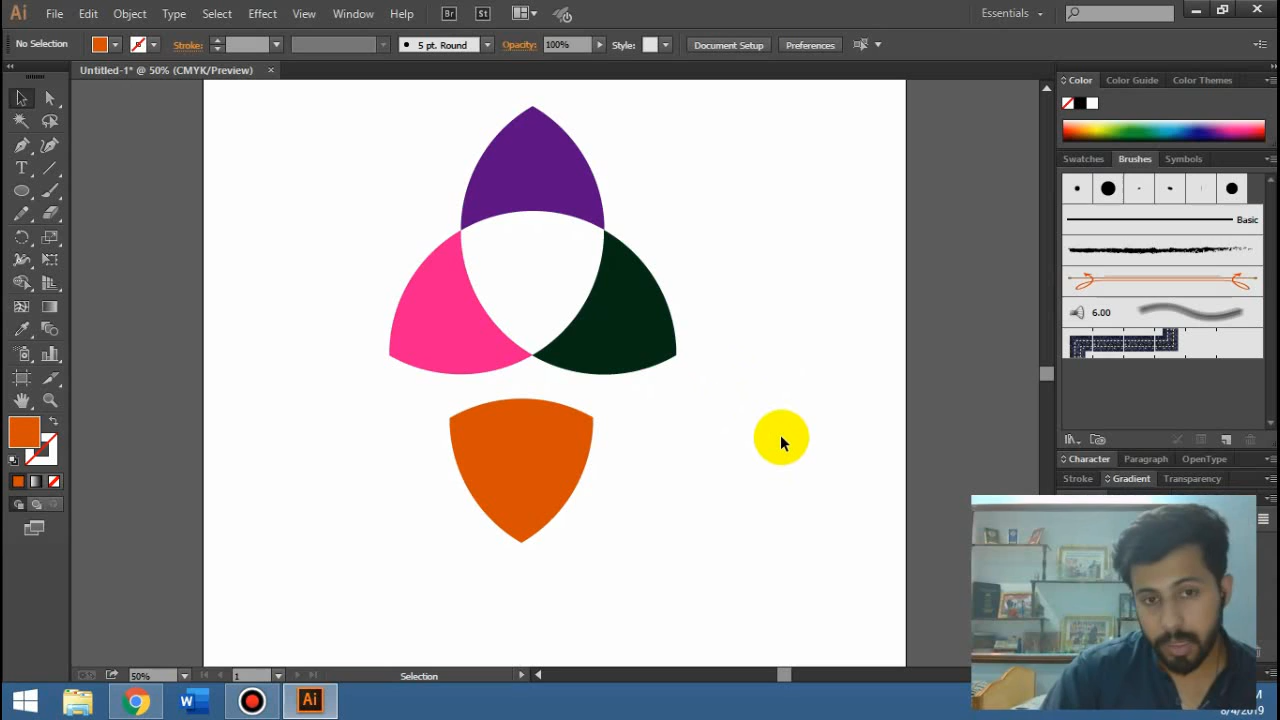 Ai File Edit Object Type Select Effect View Window Help Br St Essentials
No Selection Stroke: 5 pt. Round Opacity: 100% Style: Document Setup Preferences
Untitled-1* @ 50% (CMYK/Preview) ×
Color Color Guide Color Themes
Swatches Brushes Symbols
Basic
6.00
Character Paragraph OpenType
Stroke Gradient Transparency
50% 1 Selection
W Ai
8/4/2019